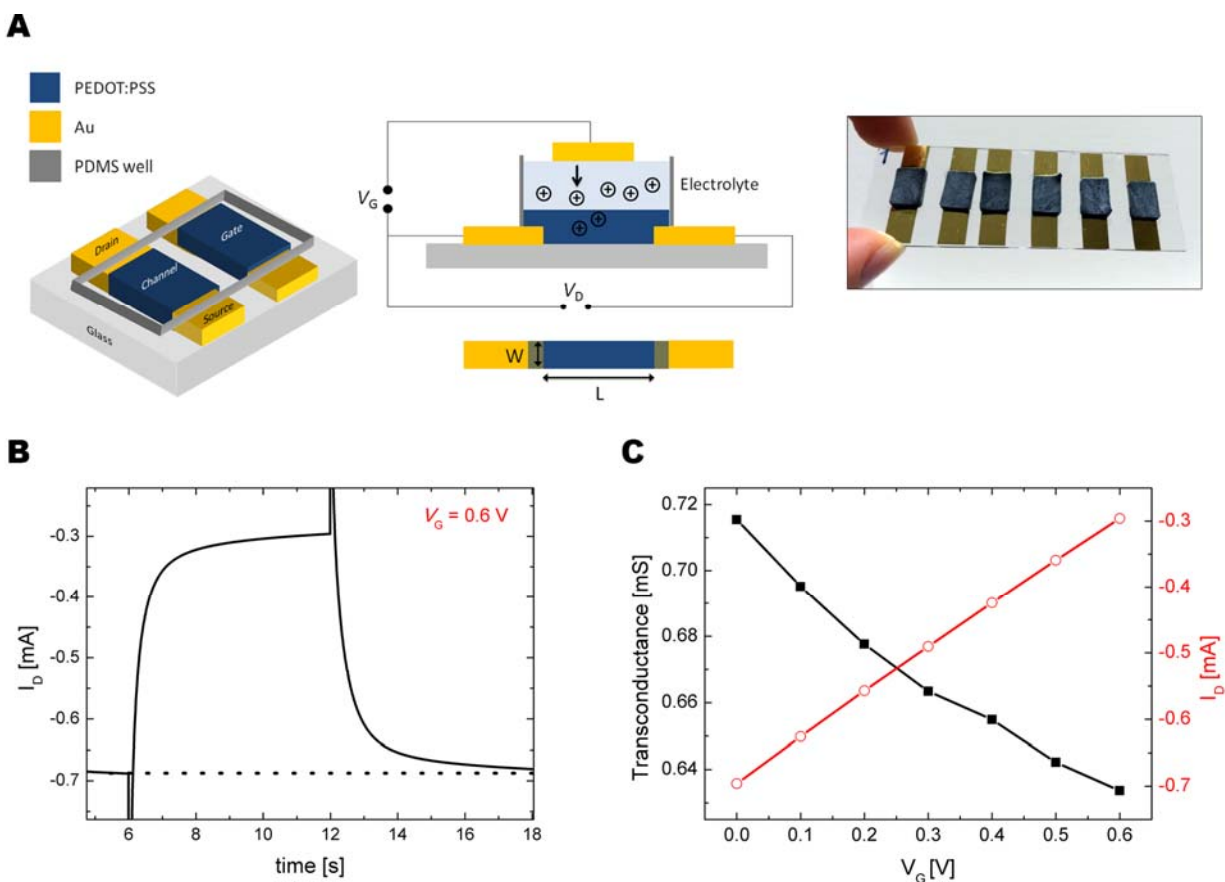 A
PEDOT:PSS
Au
PDMS well
Drain
Gate
Channel
Source
Glass
V_G
Electrolyte
V_D
W
L
B
V_G = 0.6 V
-0.3
-0.4
-0.5
-0.6
-0.7
I_D [mA]
6 8 10 12 14 16 18
time [s]
C
0.72
0.70
0.68
0.66
0.64
Transconductance [mS]
-0.3
-0.4
-0.5
-0.6
-0.7
I_D [mA]
0.0 0.1 0.2 0.3 0.4 0.5 0.6
V_G [V]